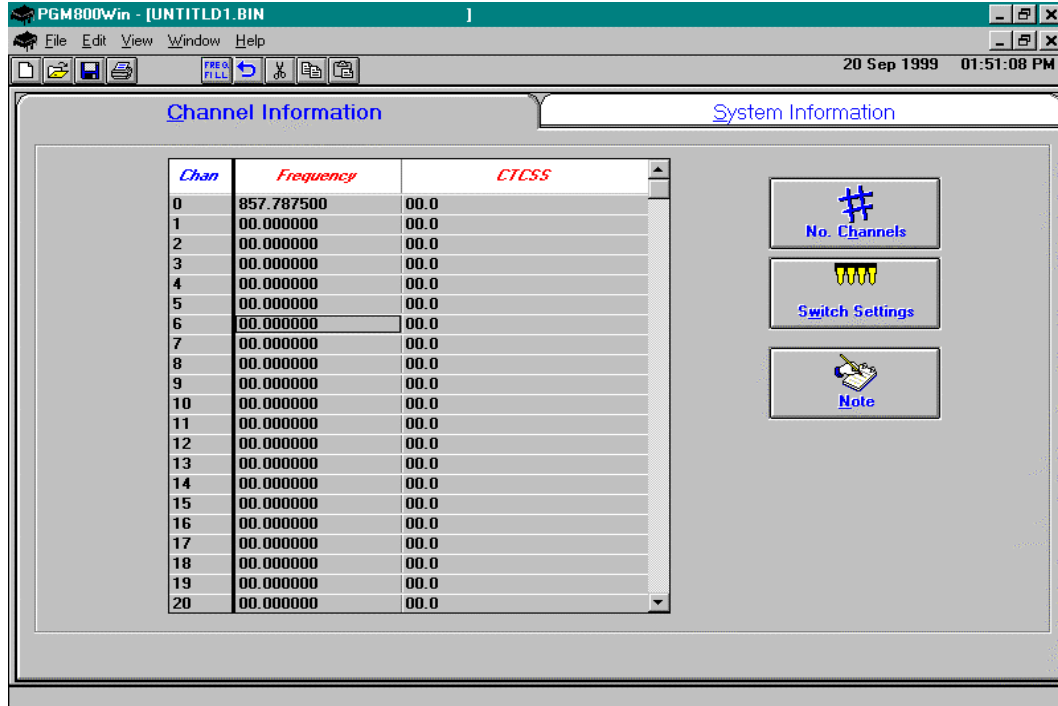 PGM800Win - [UNTITLD1.BIN ]
File Edit View Window Help
FREQ. FILL 20 Sep 1999 01:51:08 PM
Channel Information System Information
Chan Frequency CTCSS
0 857.787500 00.0
1 00.000000 00.0
2 00.000000 00.0
3 00.000000 00.0
4 00.000000 00.0
5 00.000000 00.0
6 00.000000 00.0
7 00.000000 00.0
8 00.000000 00.0
9 00.000000 00.0
10 00.000000 00.0
11 00.000000 00.0
12 00.000000 00.0
13 00.000000 00.0
14 00.000000 00.0
15 00.000000 00.0
16 00.000000 00.0
17 00.000000 00.0
18 00.000000 00.0
19 00.000000 00.0
20 00.000000 00.0
No. Channels
Switch Settings
Note